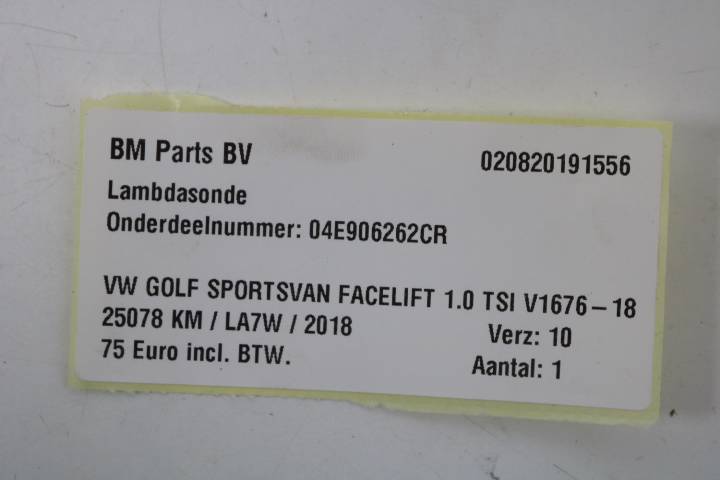 BM Parts BV 020820191556
Lambdasonde
Onderdeelnummer: 04E906262CR
VW GOLF SPORTSVAN FACELIFT 1.0 TSI V1676-18
25078 KM / LA7W / 2018 Verz: 10
75 Euro incl. BTW. Aantal: 1